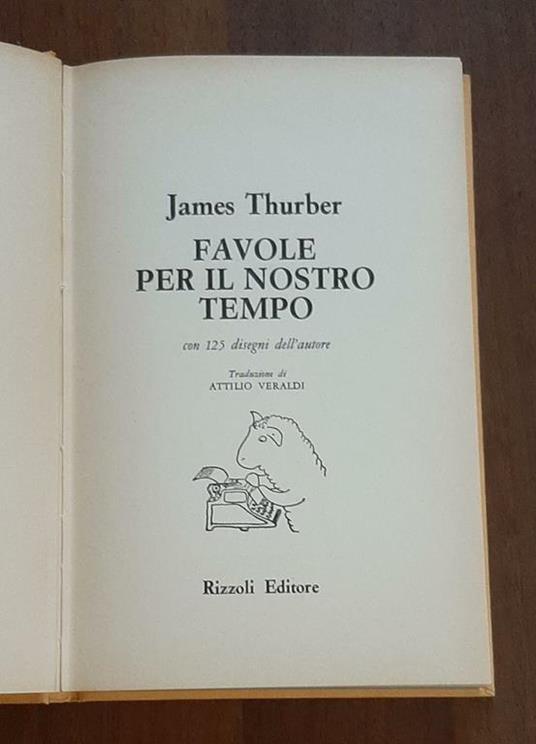 James Thurber
FAVOLE
PER IL NOSTRO
TEMPO
con 125 disegni dell'autore
Traduzione di
ATTILIO VERALDI
Rizzoli Editore